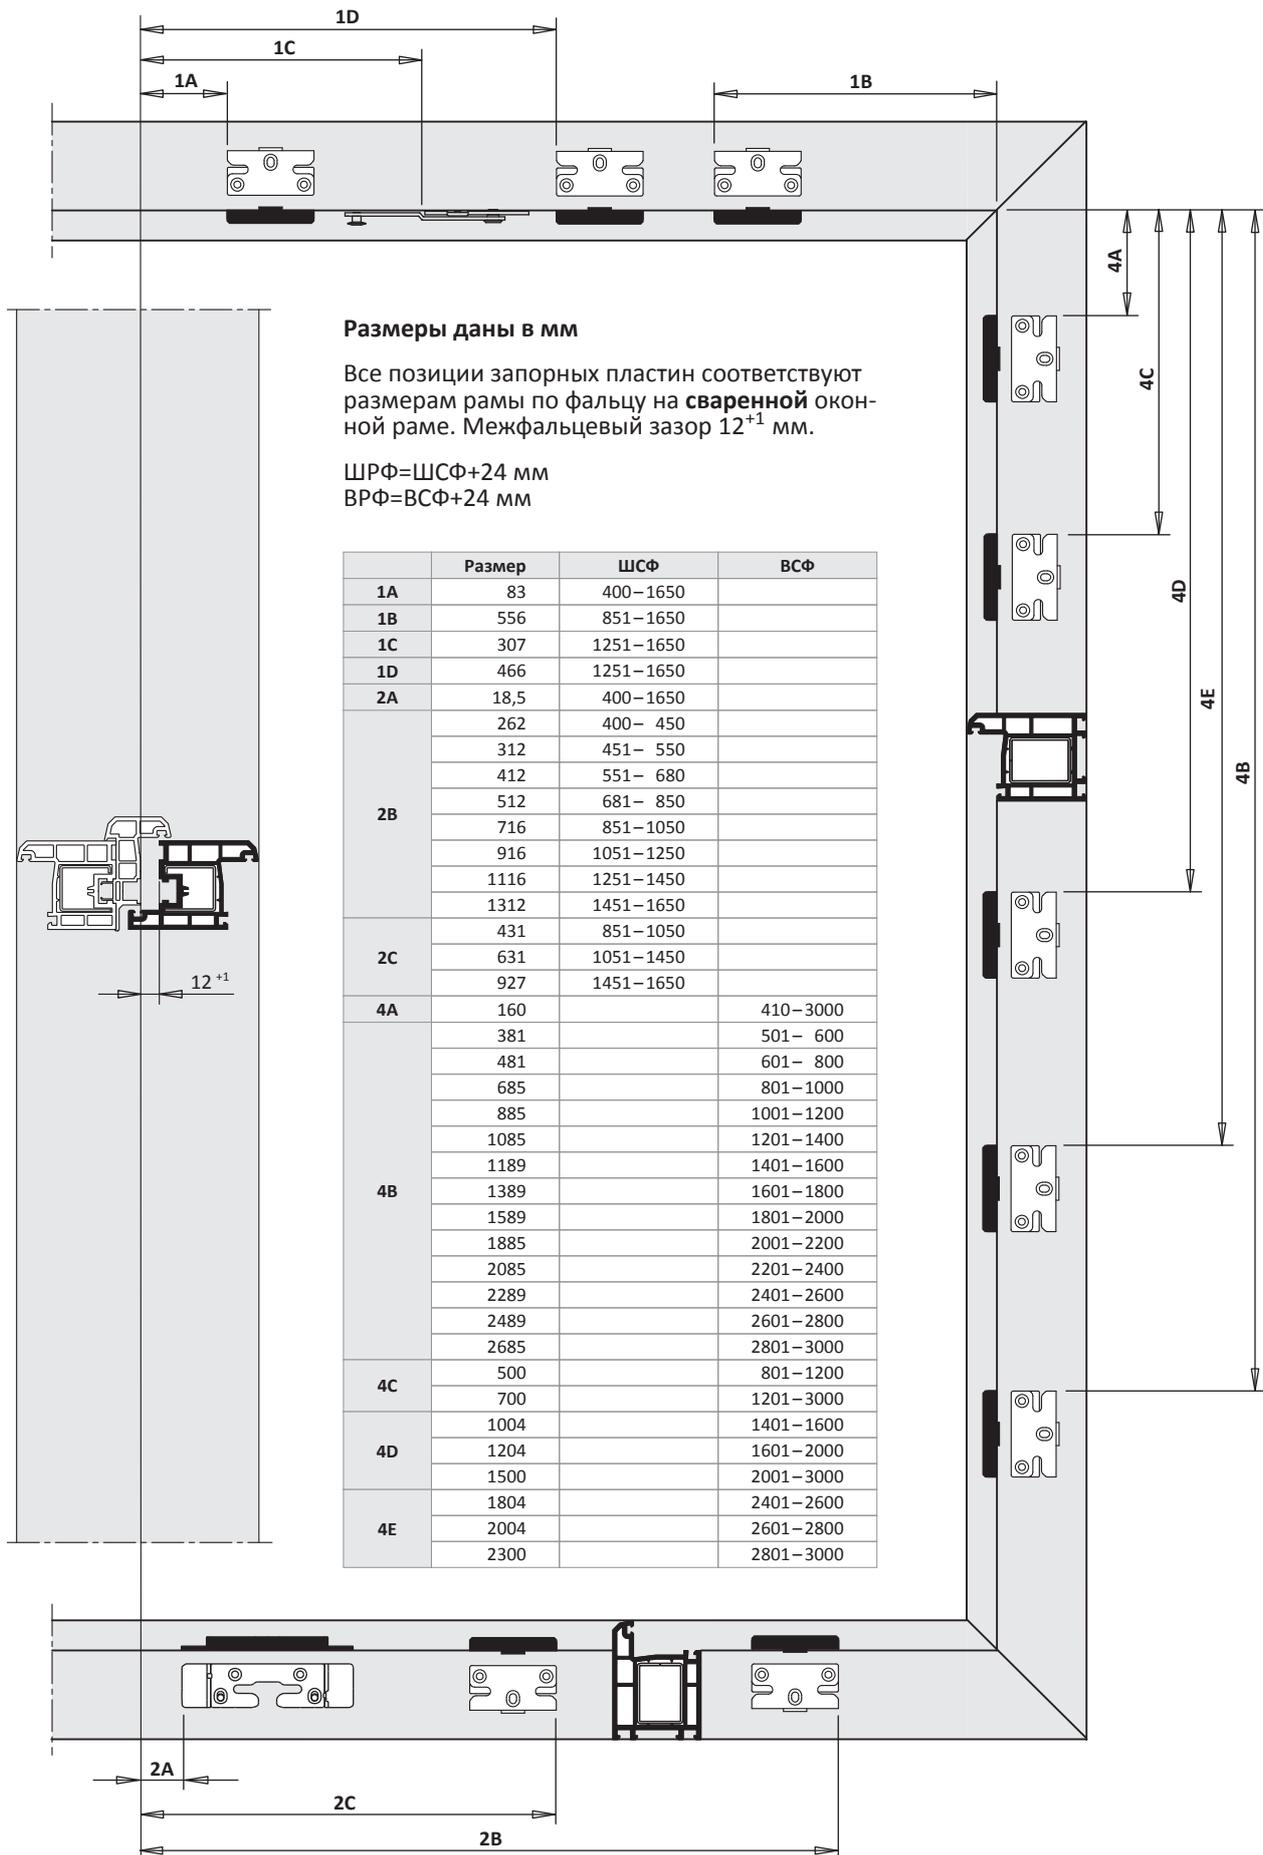 1D
1C
1A
1B
4A
4C
4D
4E
4B
Размеры даны в мм
Все позиции запорных пластин соответствуют
размерам рамы по фальцу на сваренной окон-
ной раме. Межфальцевый зазор 12+1 мм.
ШРФ=ШСФ+24 мм
ВРФ=ВСФ+24 мм
Размер ШСФ ВСФ
1A 83 400–1650
1B 556 851–1650
1C 307 1251–1650
1D 466 1251–1650
2A 18,5 400–1650
2B 262 400– 450
312 451– 550
412 551– 680
512 681– 850
716 851–1050
916 1051–1250
1116 1251–1450
1312 1451–1650
2C 431 851–1050
631 1051–1450
927 1451–1650
4A 160 410–3000
4B 381 501– 600
481 601– 800
685 801–1000
885 1001–1200
1085 1201–1400
1189 1401–1600
1389 1601–1800
1589 1801–2000
1885 2001–2200
2085 2201–2400
2289 2401–2600
2489 2601–2800
2685 2801–3000
4C 500 801–1200
700 1201–3000
4D 1004 1401–1600
1204 1601–2000
1500 2001–3000
4E 1804 2401–2600
2004 2601–2800
2300 2801–3000
12 +1
2A
2C
2B